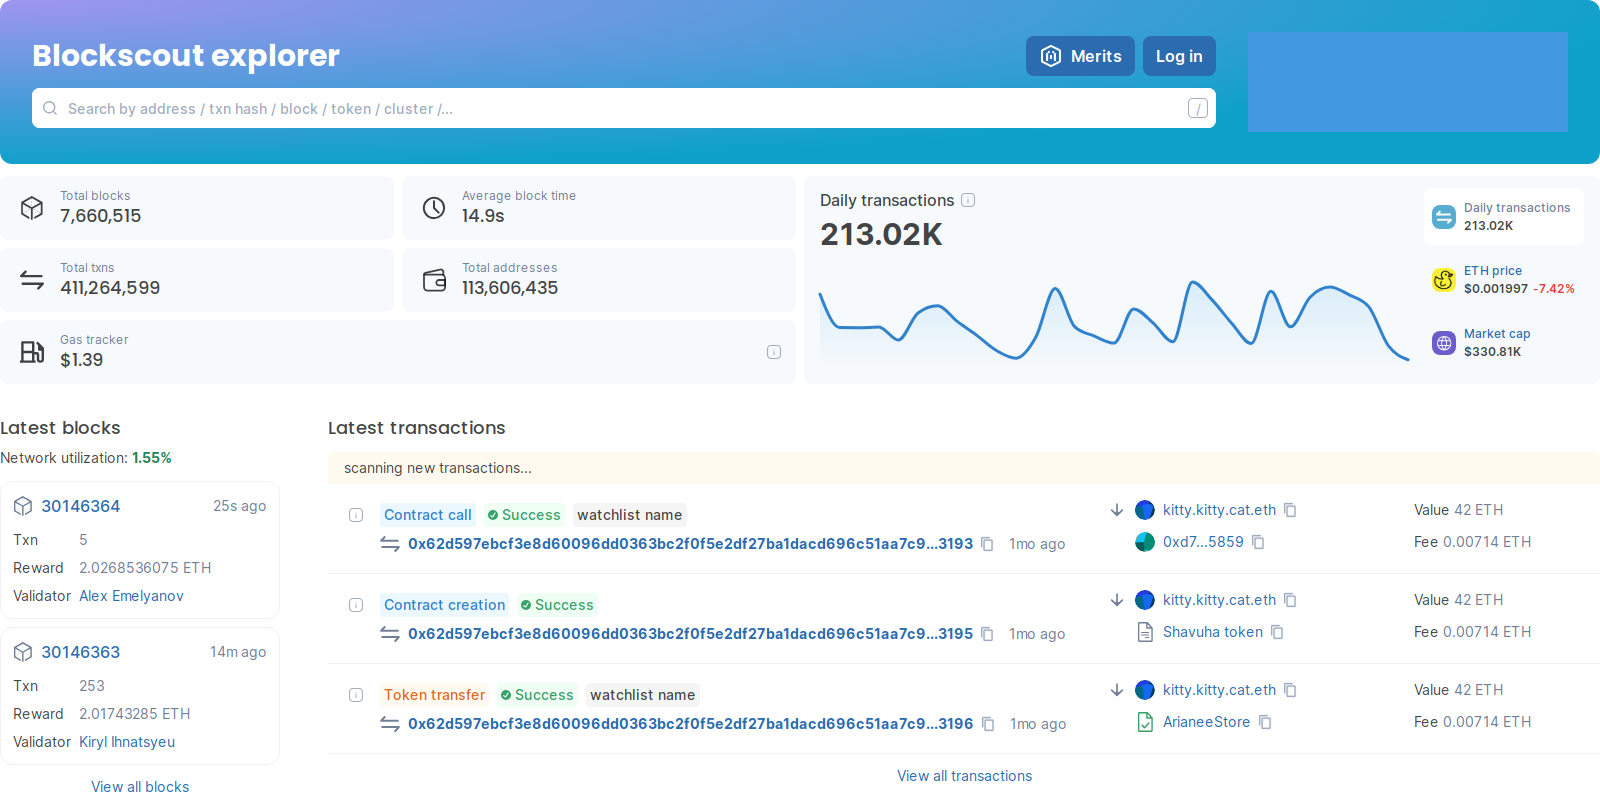 Blockscout explorer
Merits
Log in
Search by address / txn hash / block / token / cluster /...
/
Total blocks
7,660,515
Average block time
14.9s
Total txns
411,264,599
Total addresses
113,606,435
Gas tracker
$1.39
Daily transactions
213.02K
Daily transactions
213.02K
ETH price
$0.001997 -7.42%
Market cap
$330.81K
Latest blocks
Network utilization: 1.55%
30146364 25s ago
Txn 5
Reward 2.0268536075 ETH
Validator Alex Emelyanov
30146363 14m ago
Txn 253
Reward 2.01743285 ETH
Validator Kiryl Ihnatsyeu
View all blocks
Latest transactions
scanning new transactions...
Contract call Success watchlist name
0x62d597ebcf3e8d60096dd0363bc2f0f5e2df27ba1dacd696c51aa7c9...3193 1mo ago
kitty.kitty.cat.eth
0xd7...5859
Value 42 ETH
Fee 0.00714 ETH
Contract creation Success
0x62d597ebcf3e8d60096dd0363bc2f0f5e2df27ba1dacd696c51aa7c9...3195 1mo ago
kitty.kitty.cat.eth
Shavuha token
Value 42 ETH
Fee 0.00714 ETH
Token transfer Success watchlist name
0x62d597ebcf3e8d60096dd0363bc2f0f5e2df27ba1dacd696c51aa7c9...3196 1mo ago
kitty.kitty.cat.eth
ArianeeStore
Value 42 ETH
Fee 0.00714 ETH
View all transactions